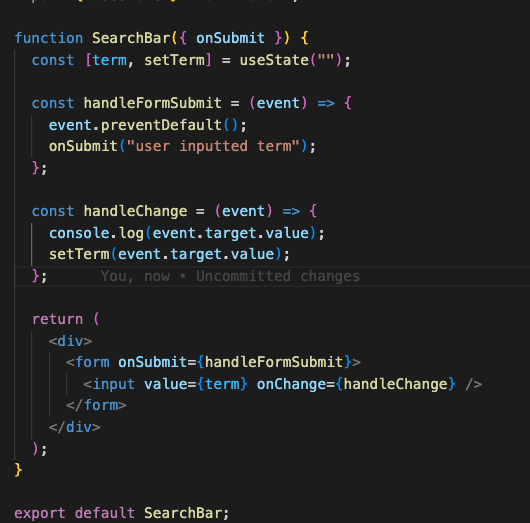 function SearchBar({ onSubmit }) {
  const [term, setTerm] = useState("");

  const handleFormSubmit = (event) => {
    event.preventDefault();
    onSubmit("user inputted term");
  };

  const handleChange = (event) => {
    console.log(event.target.value);
    setTerm(event.target.value);
  };      You, now • Uncommitted changes

  return (
    <div>
      <form onSubmit={handleFormSubmit}>
        <input value={term} onChange={handleChange} />
      </form>
    </div>
  );
}

export default SearchBar;